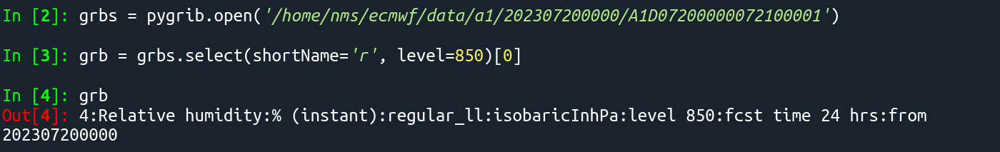 In [2]: grbs = pygrib.open('/home/nms/ecmwf/data/a1/202307200000/A1D07200000072100001')
In [3]: grb = grbs.select(shortName='r', level=850)[0]
In [4]: grb
Out[4]: 4:Relative humidity:% (instant):regular_ll:isobaricInhPa:level 850:fcst time 24 hrs:from
202307200000